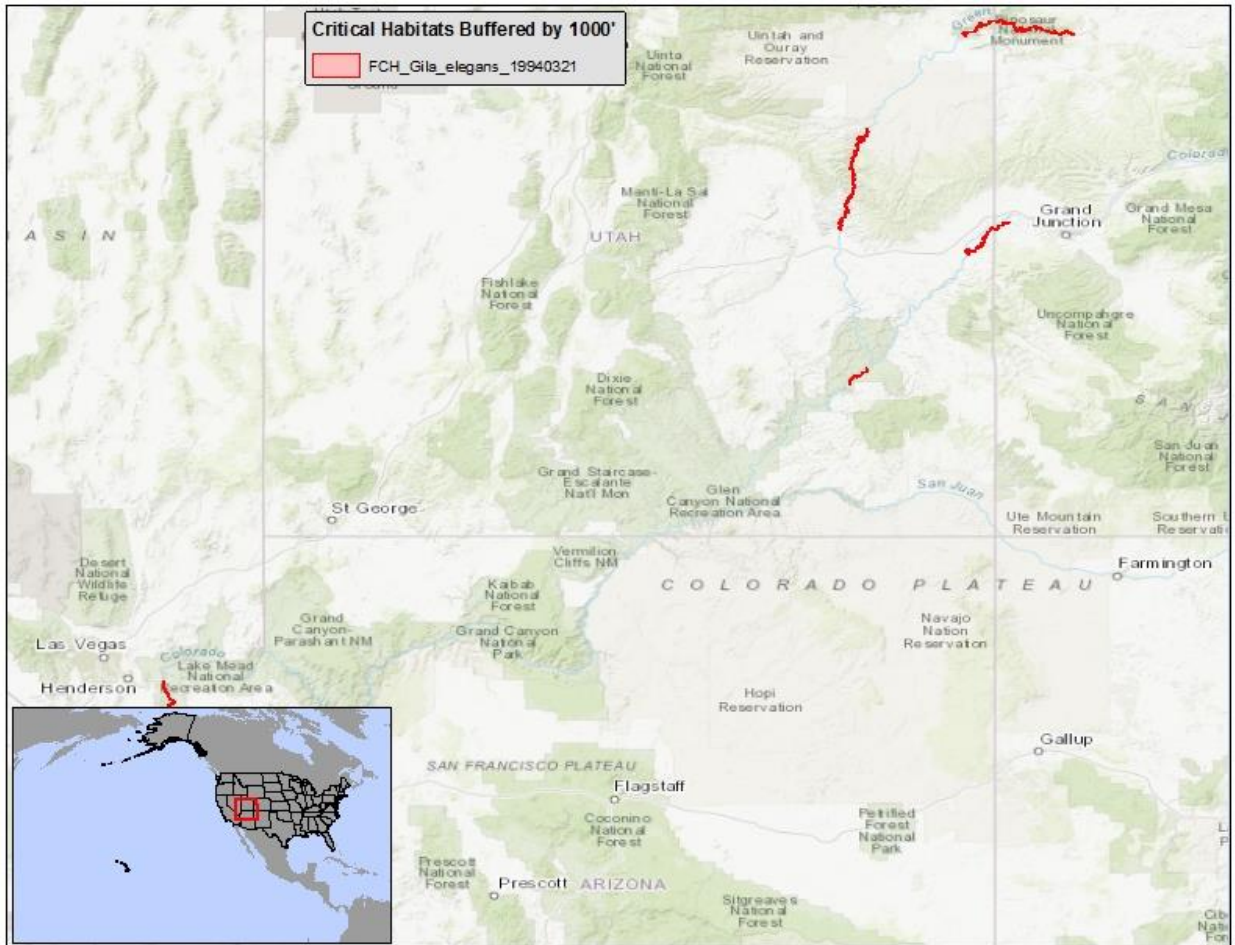 Critical Habitats Buffered by 1000'
FCH_Gila_elegans_19940321
Uinta
National
Forest
Uintah and
Ouray
Reservation
Green
National
Monument
Manti-La Sal
National
Forest
UTAH
Colorado
Grand
Junction
Grand Mesa
National
Forest
BASIN
Fishlake
National
Forest
Uncompahgre
National
Forest
Dixie
National
Forest
San Juan
National
Forest
Grand Staircase-
Escalante
Nat'l Mon
Glen
Canyon National
Recreation Area
San Juan
St George
Ute Mountain
Reservation
Southern
Desert
National
Wildlife
Refuge
Vermilion
Cliffs NM
Farmington
COLORADO PLATEAU
Kaibab
National
Forest
Grand
Canyon-
Parashant NM
Grand Canyon
National
Park
Navajo
Nation
Reservation
Las Vegas
Colorado
Lake Mead
National
Recreation Area
Henderson
Hopi
Reservation
Gallup
SAN FRANCISCO PLATEAU
Flagstaff
Coconino
National
Forest
Petrified
Forest
National
Park
Prescott
National
Forest
Prescott
ARIZONA
Sitgreaves
National
Forest